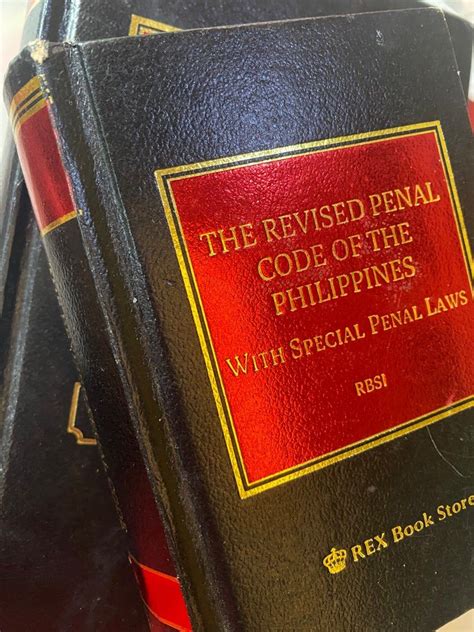 THE REVISED PENAL
CODE OF THE
PHILIPPINES
WITH SPECIAL PENAL LAWS
RBSI
REX Book Store